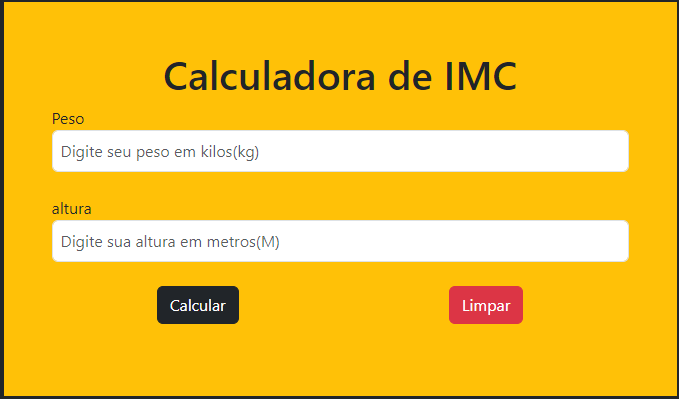 Calculadora de IMC
Peso
Digite seu peso em kilos(kg)
altura
Digite sua altura em metros(M)
Calcular
Limpar